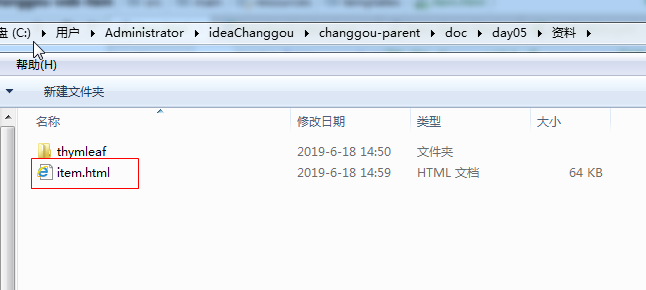 盘 (C:) ▸ 用户 ▸ Administrator ▸ ideaChanggou ▸ changgou-parent ▸ doc ▸ day05 ▸ 资料 ▸
帮助(H)
新建文件夹
名称 修改日期 类型 大小
thymleaf 2019-6-18 14:50 文件夹
item.html 2019-6-18 14:59 HTML 文档 64 KB